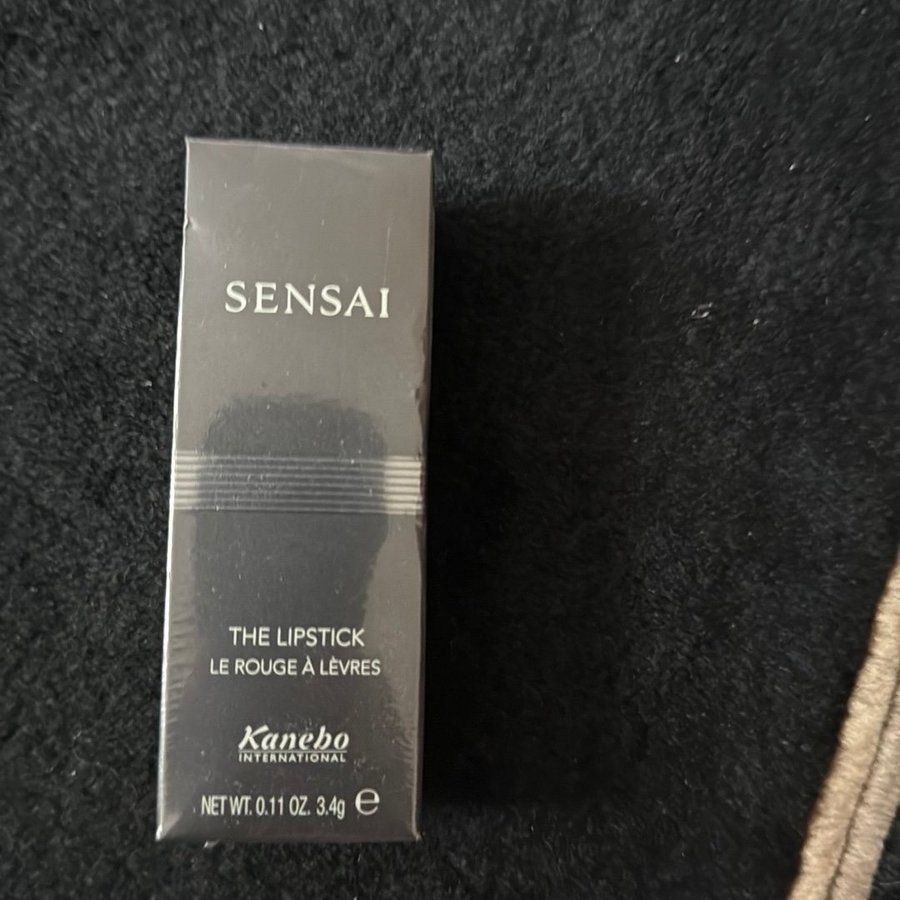 SENSAI
THE LIPSTICK
LE ROUGE À LÈVRES
Kanebo
INTERNATIONAL
NET WT. 0.11 OZ. 3.4g ℮